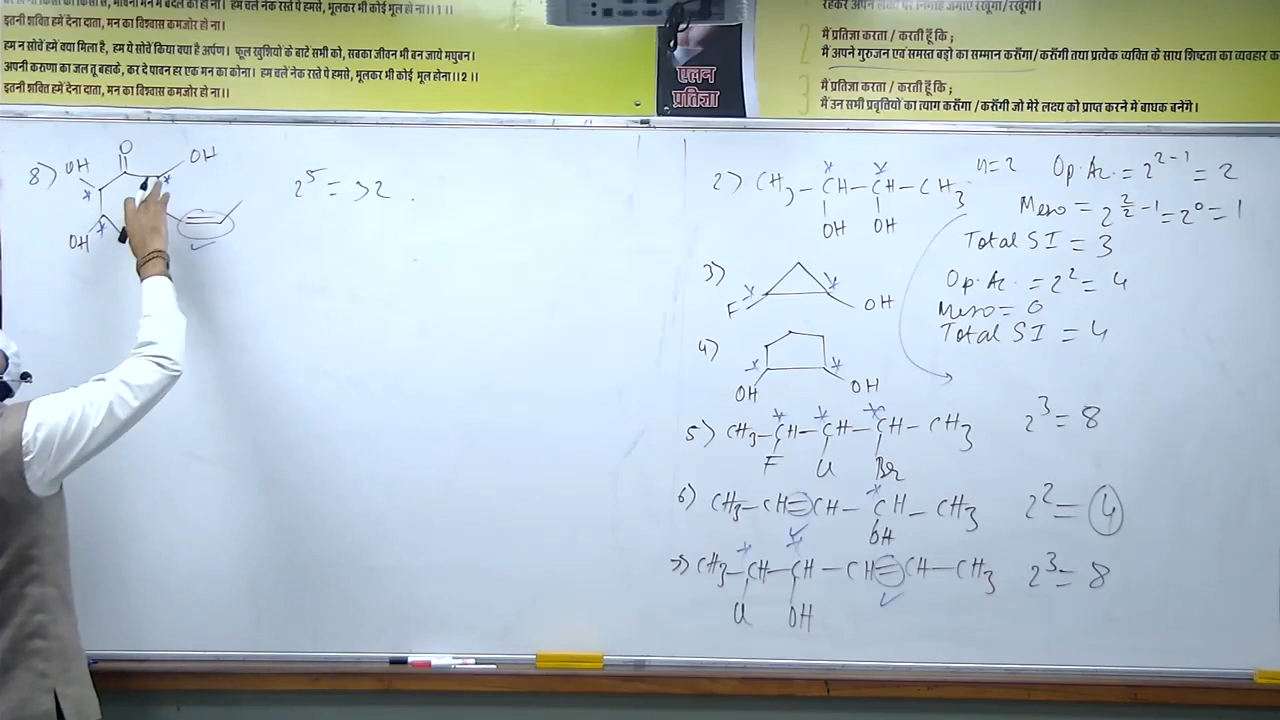 हम न सोचें हमें क्या मिला है, हम ये सोचें किया क्या है अर्पण। फूल खुशियों के बाटे सभी को, सबका जीवन भी बन जाये मधुबन।
अपनी करुणा का जल तू बहाके, कर दे पावन हर एक मन का कोना। हम चलें नेक रस्ते पे हमसे, भूलकर भी कोई भूल होना।।2।।
इतनी शक्ति हमें देना दाता, मन का विश्वास कमजोर हो ना।।
एलन
प्रतिज्ञा
2
मैं प्रतिज्ञा करता / करती हूँ कि ;
मैं अपने गुरुजन एवं समस्त बड़ो का सम्मान करुँगा / करुँगी तथा प्रत्येक व्यक्ति के साथ शिष्टता का व्यवहार
3
मैं प्रतिज्ञा करता / करती हूँ कि ;
मैं उन सभी प्रवृत्तियों का त्याग करुँगा / करुँगी जो मेरे लक्ष्य को प्राप्त करने में बाधक बनेंगे।
8) OH O OH
OH
2⁵ = 32.
2) CH₃-CH-CH-CH₃ n=2 Op. Ac. = 2²⁻¹ = 2
OH OH
Meso = 2^(2/2 - 1) = 2⁰ = 1
Total SI = 3
3) F OH
Op. Ac. = 2² = 4
Meso = 0
Total SI = 4
4) OH OH
5) CH₃-CH-CH-CH-CH₃ 2³ = 8
F Cl Br
6) CH₃-CH=CH-CH-CH₃ 2² = 4
OH
7) CH₃-CH-CH-CH=CH-CH₃ 2³ = 8
Cl OH